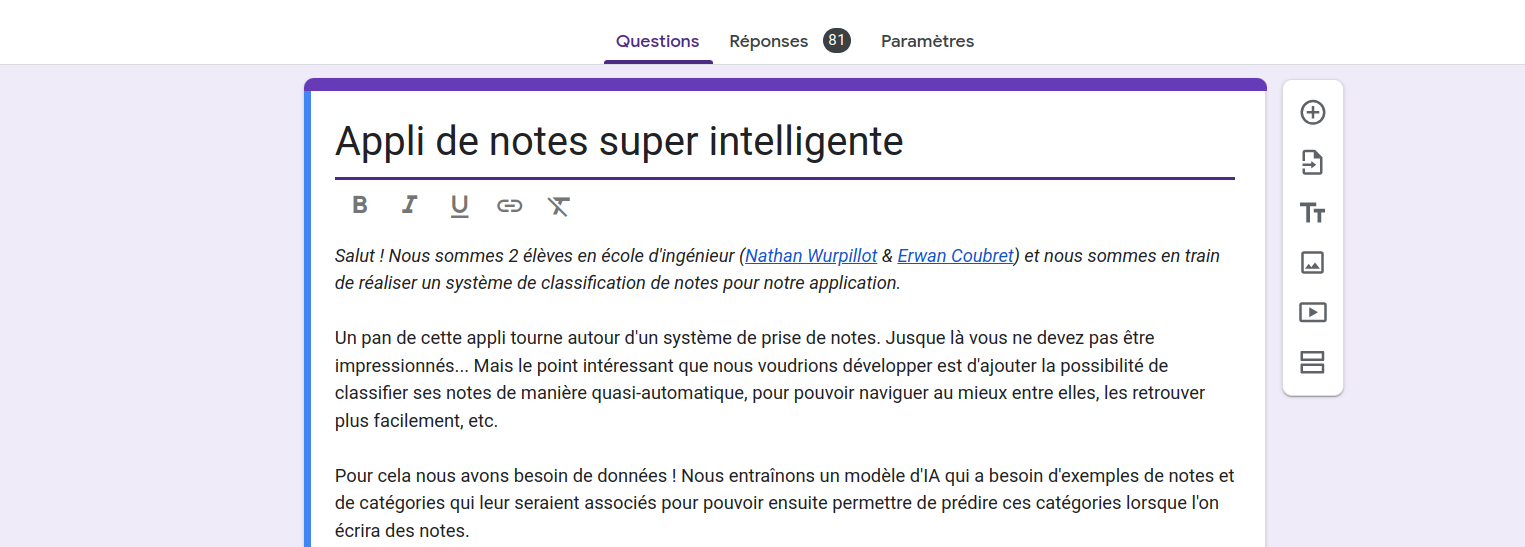 Questions Réponses 81 Paramètres
Appli de notes super intelligente
B I U
Salut ! Nous sommes 2 élèves en école d'ingénieur (Nathan Wurpillot & Erwan Coubret) et nous sommes en train
de réaliser un système de classification de notes pour notre application.
Un pan de cette appli tourne autour d'un système de prise de notes. Jusque là vous ne devez pas être
impressionnés... Mais le point intéressant que nous voudrions développer est d'ajouter la possibilité de
classifier ses notes de manière quasi-automatique, pour pouvoir naviguer au mieux entre elles, les retrouver
plus facilement, etc.
Pour cela nous avons besoin de données ! Nous entraînons un modèle d'IA qui a besoin d'exemples de notes et
de catégories qui leur seraient associés pour pouvoir ensuite permettre de prédire ces catégories lorsque l'on
écrira des notes.